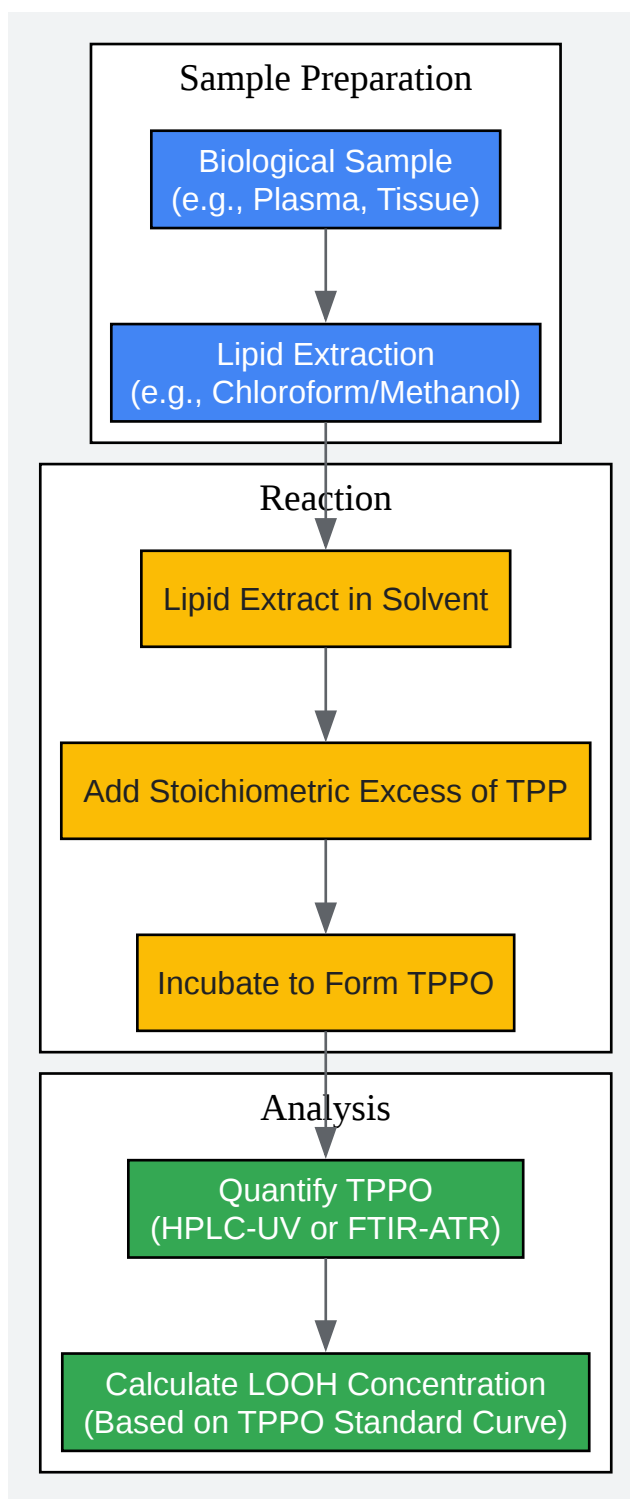 Sample Preparation
Biological Sample
(e.g., Plasma, Tissue)
Lipid Extraction
(e.g., Chloroform/Methanol)
Reaction
Lipid Extract in Solvent
Add Stoichiometric Excess of TPP
Incubate to Form TPPO
Analysis
Quantify TPPO
(HPLC-UV or FTIR-ATR)
Calculate LOOH Concentration
(Based on TPPO Standard Curve)